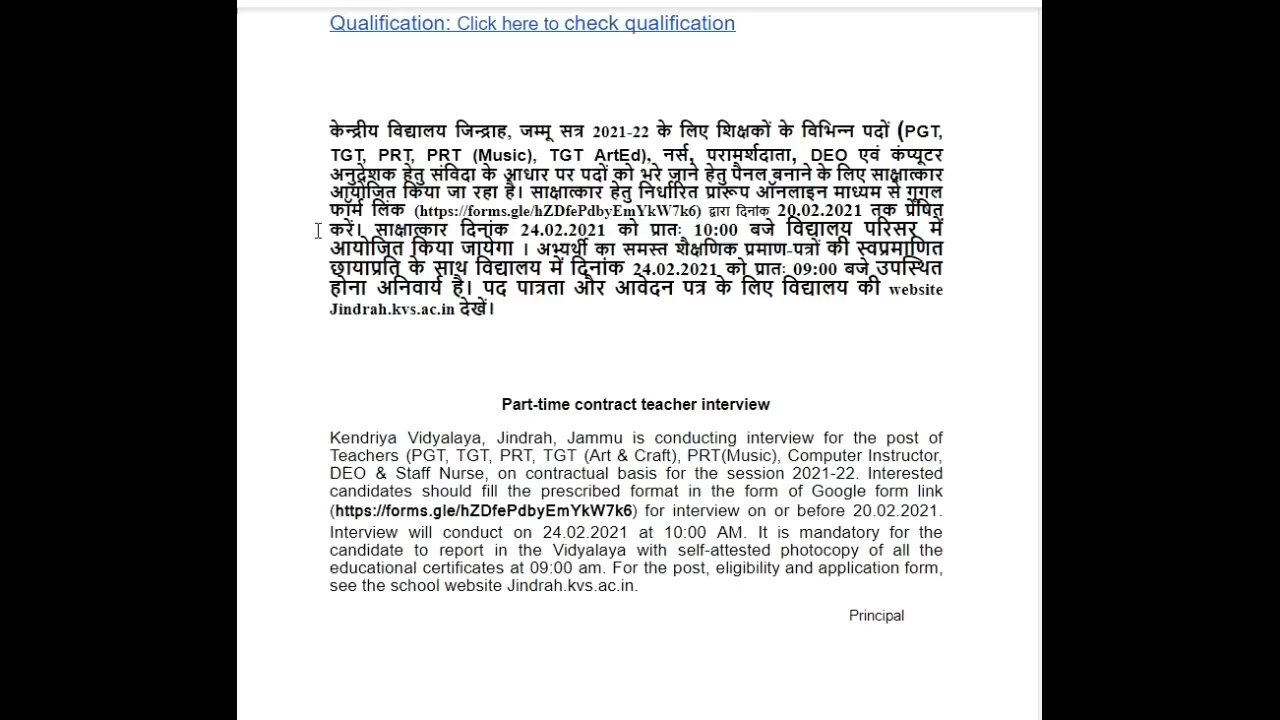 Qualification: Click here to check qualification
केन्द्रीय विद्यालय जिन्द्राह, जम्मू सत्र 2021-22 के लिए शिक्षकों के विभिन्न पदों (PGT,
TGT, PRT, PRT (Music), TGT ArtEd), नर्स, परामर्शदाता, DEO एवं कंप्यूटर
अनुदेशक हेतु संविदा के आधार पर पदों को भरे जाने हेतु पैनल बनाने के लिए साक्षात्कार
आयोजित किया जा रहा है। साक्षात्कार हेतु निर्धारित प्रारूप ऑनलाइन माध्यम से गूगल
फॉर्म लिंक (https://forms.gle/hZDfePdbyEmYkW7k6) द्वारा दिनांक 20.02.2021 तक प्रेषित
करें। साक्षात्कार दिनांक 24.02.2021 को प्रातः 10:00 बजे विद्यालय परिसर में
आयोजित किया जायेगा । अभ्यर्थी का समस्त शैक्षणिक प्रमाण-पत्रों की स्वप्रमाणित
छायाप्रति के साथ विद्यालय में दिनांक 24.02.2021 को प्रातः 09:00 बजे उपस्थित
होना अनिवार्य है। पद पात्रता और आवेदन पत्र के लिए विद्यालय की website
Jindrah.kvs.ac.in देखें।
Part-time contract teacher interview
Kendriya Vidyalaya, Jindrah, Jammu is conducting interview for the post of
Teachers (PGT, TGT, PRT, TGT (Art & Craft), PRT(Music), Computer Instructor,
DEO & Staff Nurse, on contractual basis for the session 2021-22. Interested
candidates should fill the prescribed format in the form of Google form link
(https://forms.gle/hZDfePdbyEmYkW7k6) for interview on or before 20.02.2021.
Interview will conduct on 24.02.2021 at 10:00 AM. It is mandatory for the
candidate to report in the Vidyalaya with self-attested photocopy of all the
educational certificates at 09:00 am. For the post, eligibility and application form,
see the school website Jindrah.kvs.ac.in.
Principal